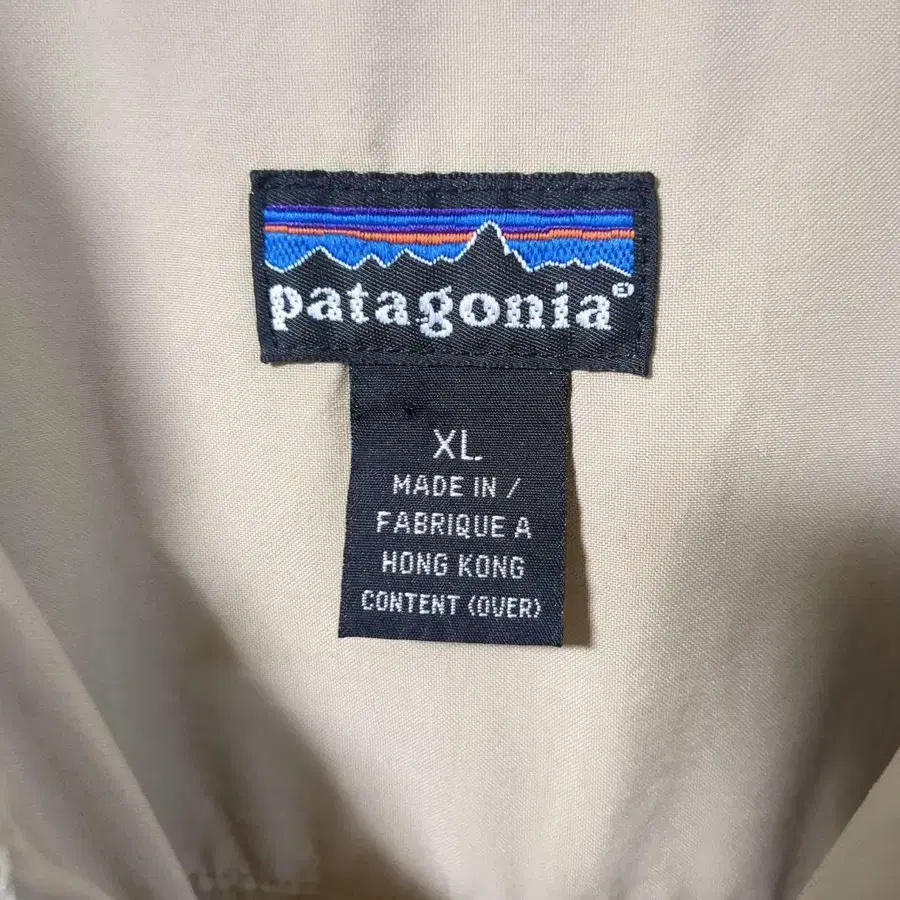 patagonia®
XL
MADE IN /
FABRIQUE A
HONG KONG
CONTENT (OVER)